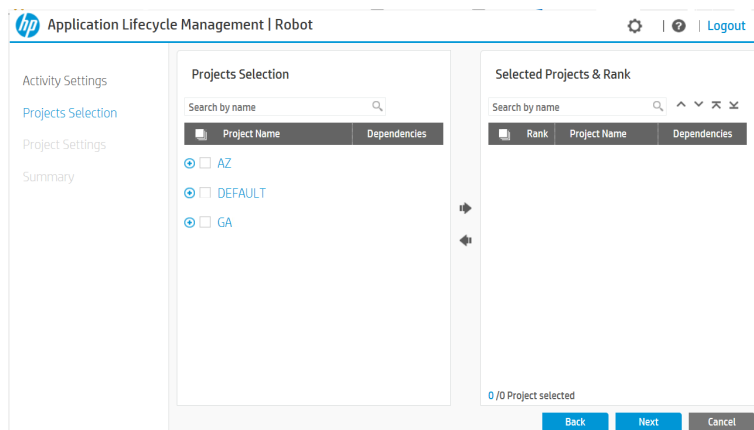 hp Application Lifecycle Management | Robot
| Logout
Activity Settings
Projects Selection
Project Settings
Summary
Projects Selection
Search by name
Project Name Dependencies
AZ
DEFAULT
GA
Selected Projects & Rank
Search by name
Rank Project Name Dependencies
0 /0 Project selected
Back Next Cancel